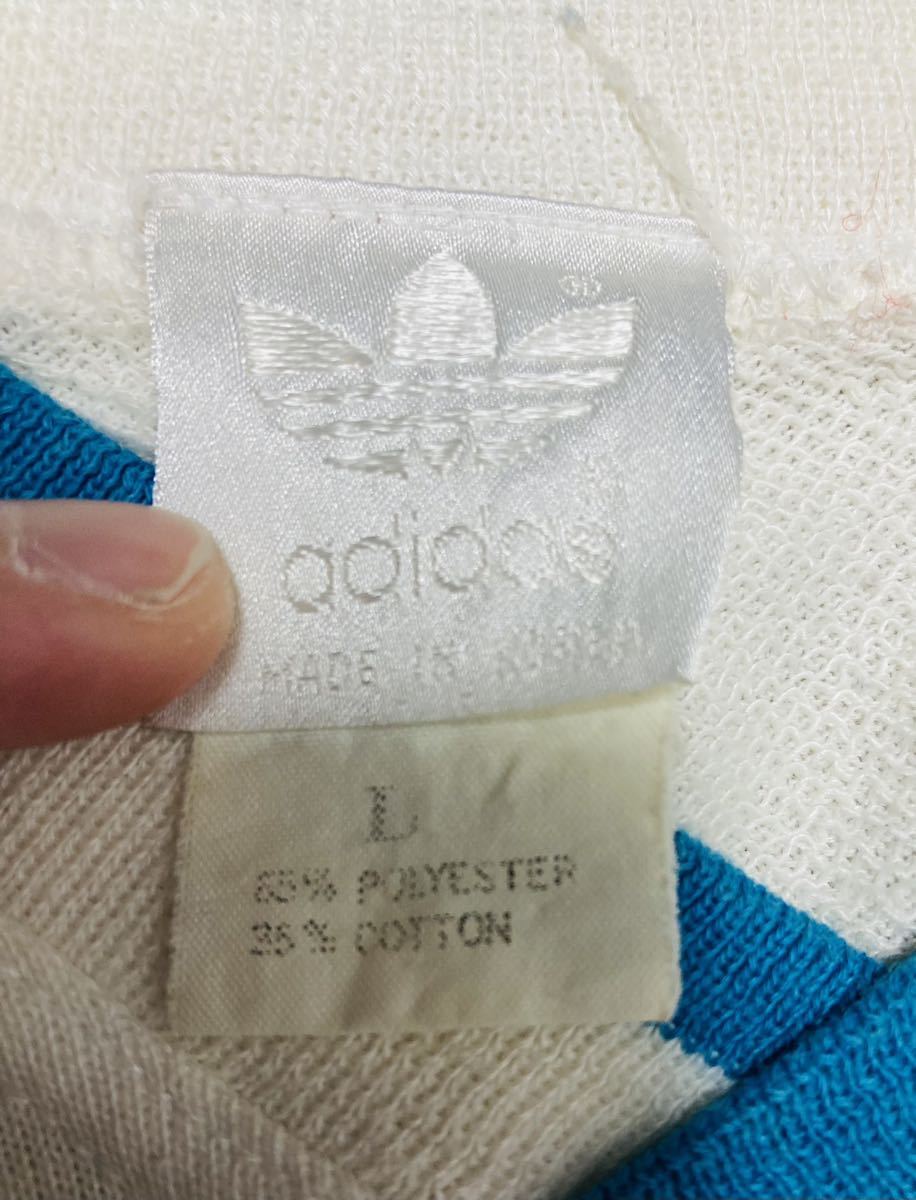 adidas
MADE IN KOREA
L
65% POLYESTER
35% COTTON